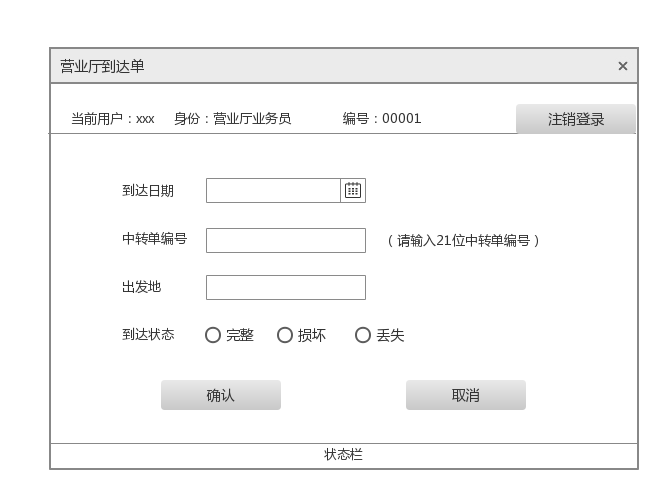 营业厅到达单 ×
当前用户：xxx 身份：营业厅业务员 编号：00001 注销登录
到达日期
中转单编号 （请输入21位中转单编号）
出发地
到达状态 完整 损坏 丢失
确认 取消
状态栏